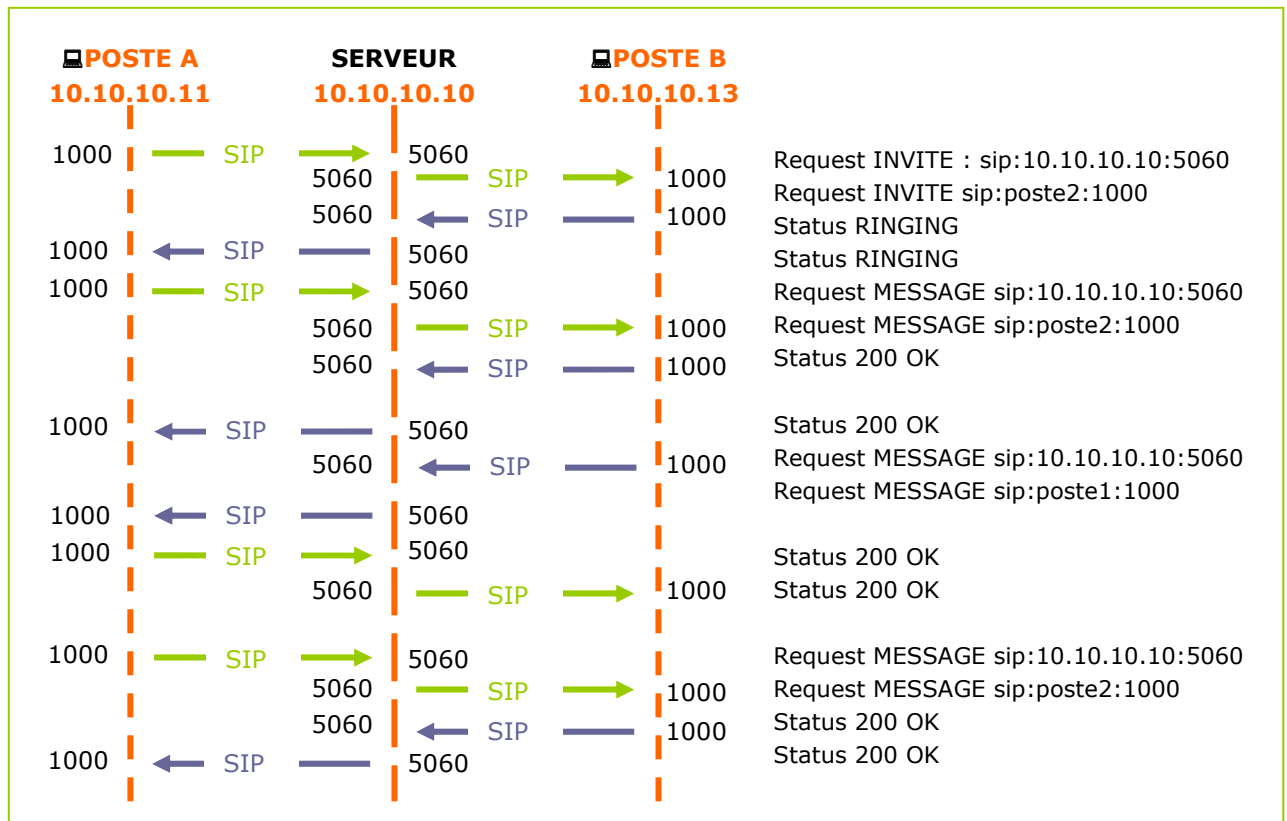 POSTE A SERVEUR POSTE B
10.10.10.11 10.10.10.10 10.10.10.13
1000 SIP 5060 Request INVITE : sip:10.10.10.10:5060
5060 SIP 1000 Request INVITE sip:poste2:1000
5060 SIP 1000 Status RINGING
1000 SIP 5060 Status RINGING
1000 SIP 5060 Request MESSAGE sip:10.10.10.10:5060
5060 SIP 1000 Request MESSAGE sip:poste2:1000
5060 SIP 1000 Status 200 OK
1000 SIP 5060 Status 200 OK
5060 SIP 1000 Request MESSAGE sip:10.10.10.10:5060
1000 SIP 5060 Request MESSAGE sip:poste1:1000
1000 SIP 5060 Status 200 OK
5060 SIP 1000 Status 200 OK
1000 SIP 5060 Request MESSAGE sip:10.10.10.10:5060
5060 SIP 1000 Request MESSAGE sip:poste2:1000
5060 SIP 1000 Status 200 OK
1000 SIP 5060 Status 200 OK